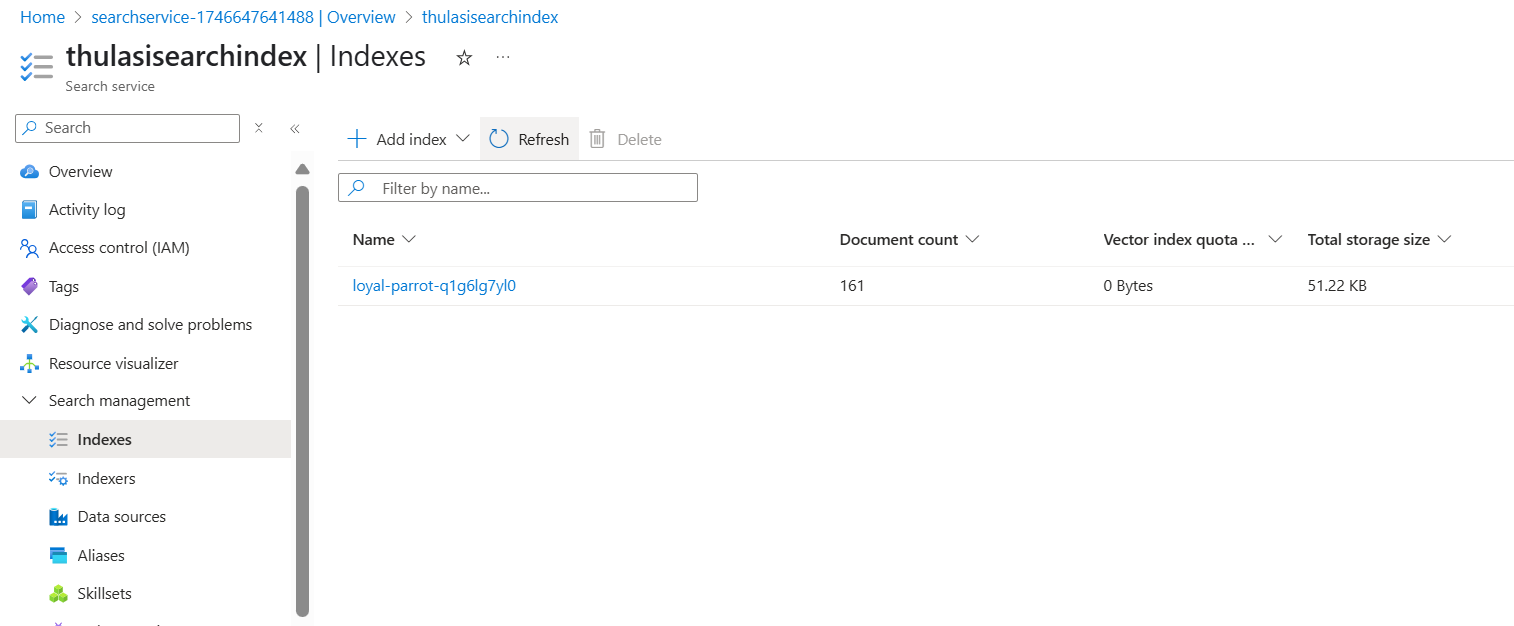 Home > searchservice-1746647641488 | Overview > thulasisearchindex
thulasisearchindex | Indexes
Search service
Search
Add index
Refresh
Delete
Filter by name...
Overview
Activity log
Access control (IAM)
Tags
Diagnose and solve problems
Resource visualizer
Search management
Indexes
Indexers
Data sources
Aliases
Skillsets
Name Document count Vector index quota ... Total storage size
loyal-parrot-q1g6lg7yl0 161 0 Bytes 51.22 KB